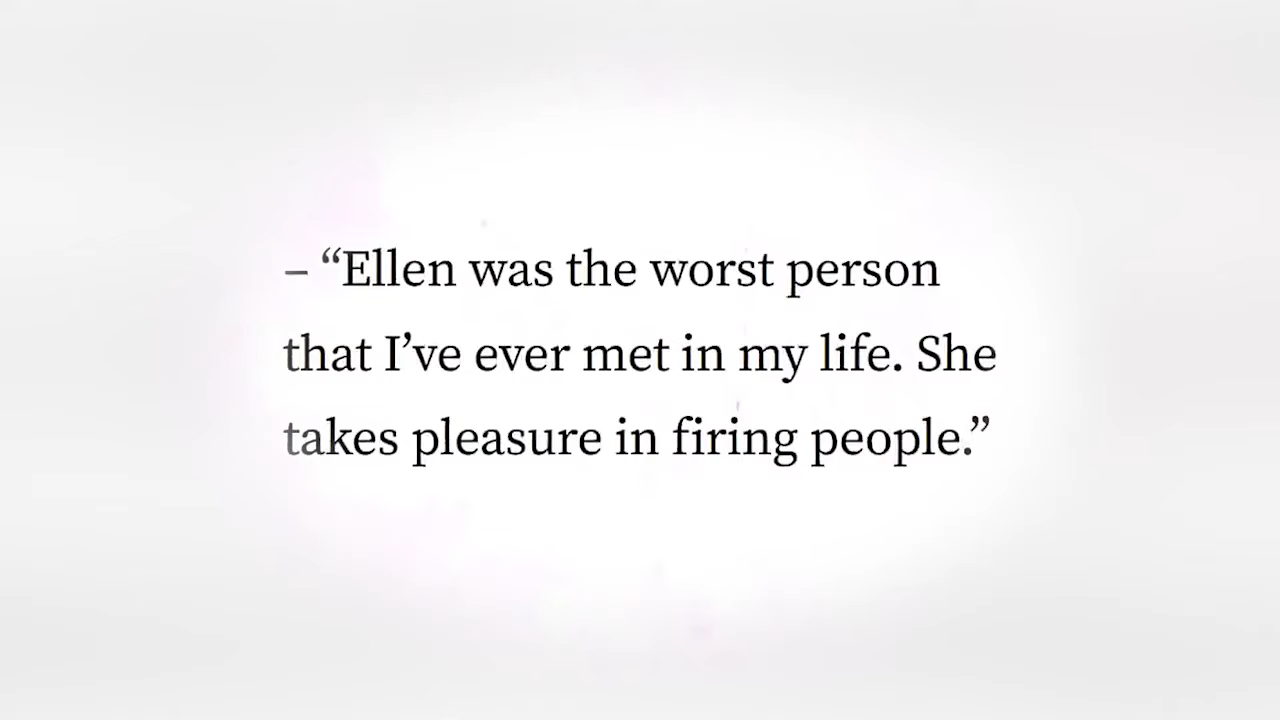 – “Ellen was the worst person
that I’ve ever met in my life. She
takes pleasure in firing people.”